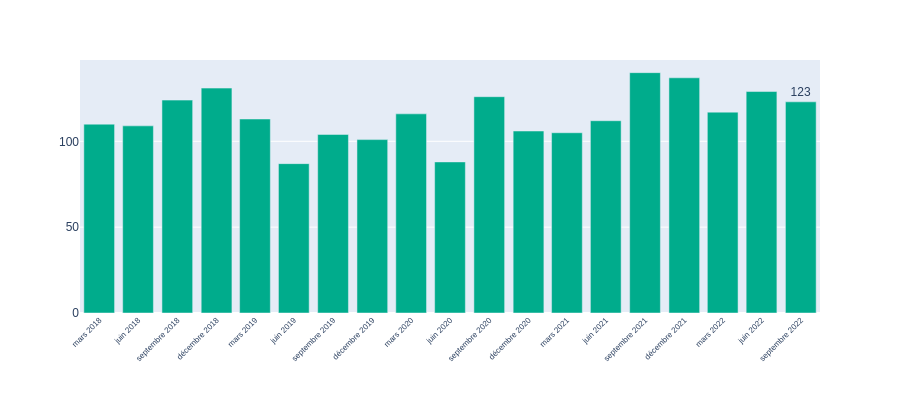 123
100
50
0
mars 2018
juin 2018
septembre 2018
décembre 2018
mars 2019
juin 2019
septembre 2019
décembre 2019
mars 2020
juin 2020
septembre 2020
décembre 2020
mars 2021
juin 2021
septembre 2021
décembre 2021
mars 2022
juin 2022
septembre 2022